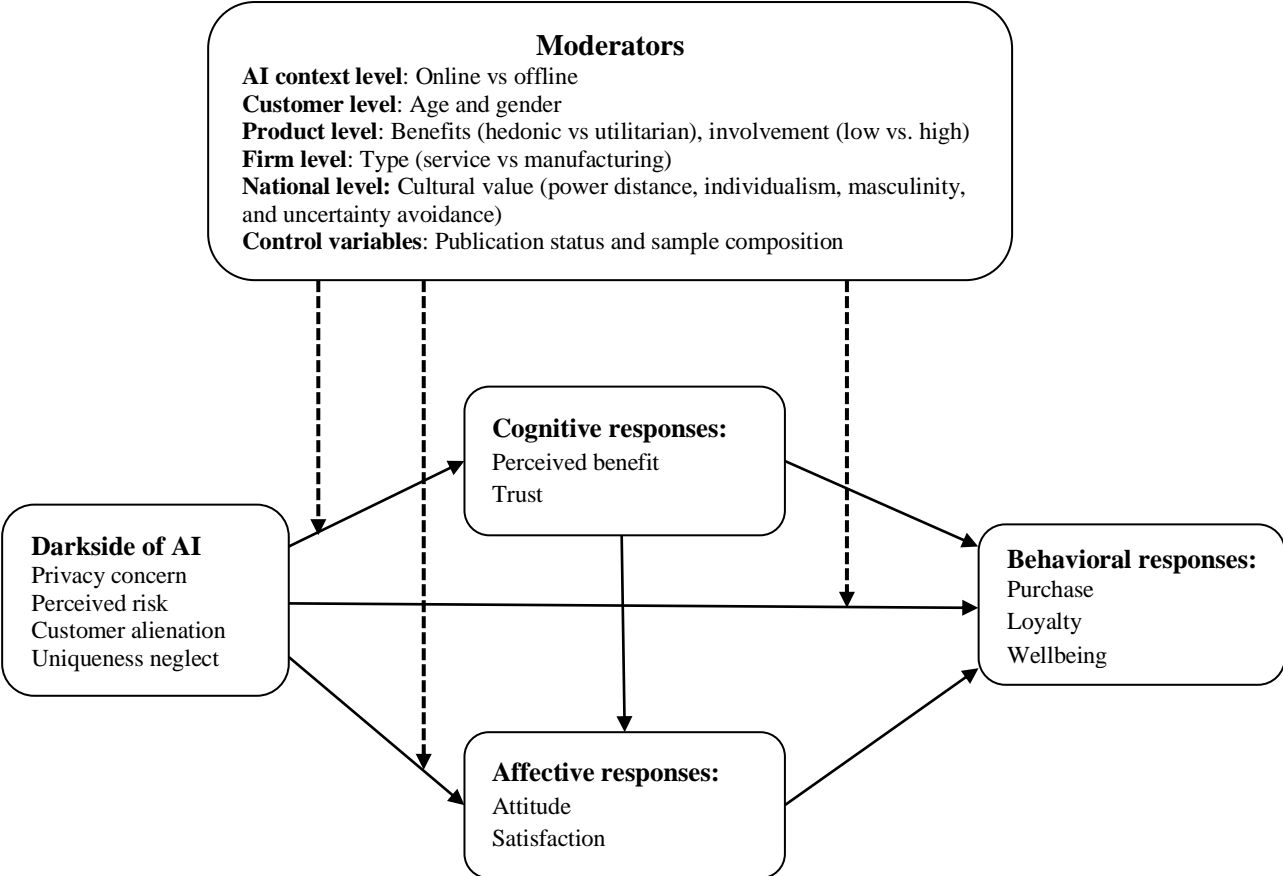 Moderators
AI context level: Online vs offline
Customer level: Age and gender
Product level: Benefits (hedonic vs utilitarian), involvement (low vs. high)
Firm level: Type (service vs manufacturing)
National level: Cultural value (power distance, individualism, masculinity,
and uncertainty avoidance)
Control variables: Publication status and sample composition
Cognitive responses:
Perceived benefit
Trust
Darkside of AI
Privacy concern
Perceived risk
Customer alienation
Uniqueness neglect
Behavioral responses:
Purchase
Loyalty
Wellbeing
Affective responses:
Attitude
Satisfaction